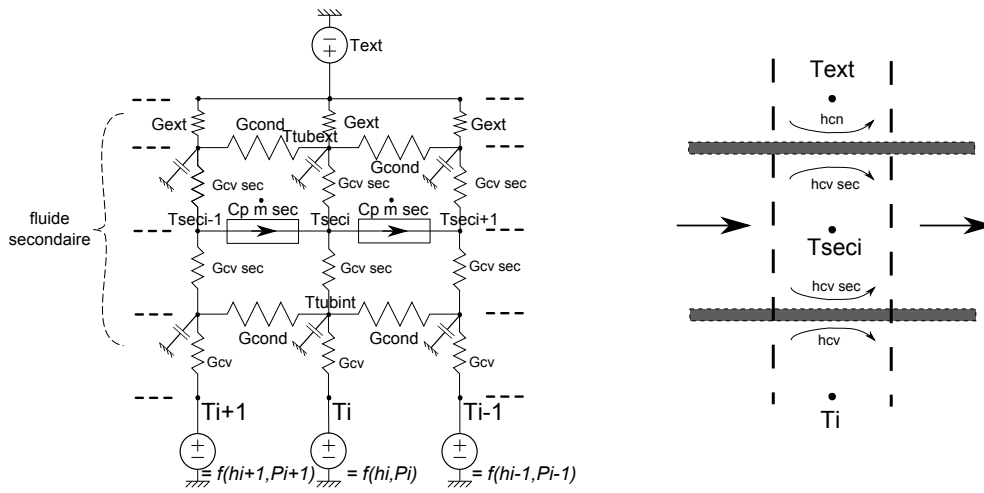 Text
Gext
Gcond
Ttubext
Gext
Gext
Gcond
Gcv sec
Gcv sec
Gcv sec
Cp ṁ sec
Cp ṁ sec
Tseci-1
Tseci
Tseci+1
fluide
secondaire
Gcv sec
Gcv sec
Gcv sec
Ttubint
Gcond
Gcond
Gcv
Gcv
Gcv
Ti+1
Ti
Ti-1
= f(hi+1,Pi+1)
= f(hi,Pi)
= f(hi-1,Pi-1)
Text
hcn
hcv sec
Tseci
hcv sec
hcv
Ti